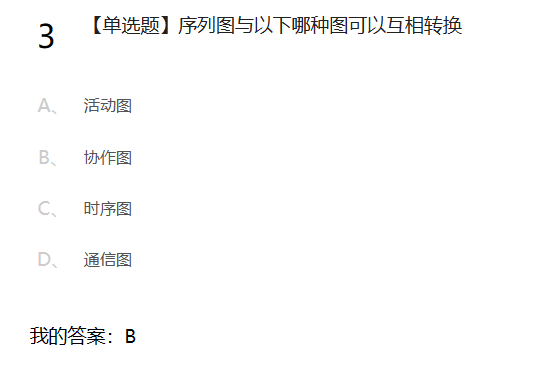 3 【单选题】序列图与以下哪种图可以互相转换
A、 活动图
B、 协作图
C、 时序图
D、 通信图
我的答案：B